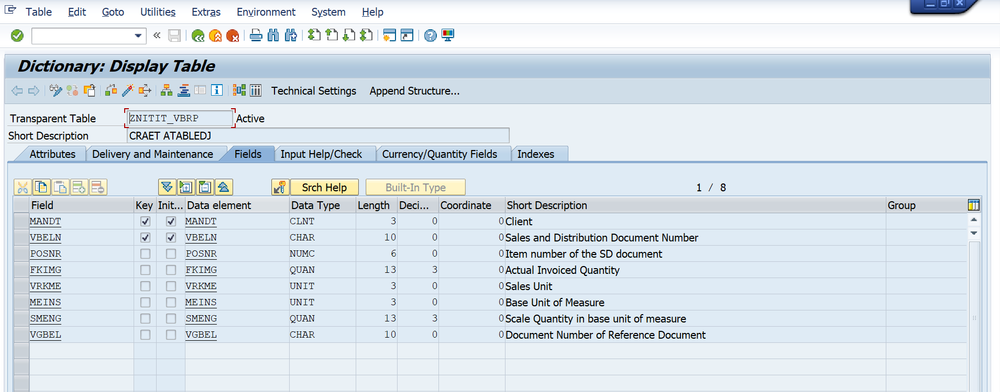 Table Edit Goto Utilities Extras Environment System Help
Dictionary: Display Table
Technical Settings Append Structure...
Transparent Table ZNITIT_VBRP Active
Short Description CRAET ATABLEDJ
Attributes Delivery and Maintenance Fields Input Help/Check Currency/Quantity Fields Indexes
Srch Help Built-In Type 1 / 8
Field Key Init... Data element Data Type Length Deci... Coordinate Short Description Group
MANDT MANDT CLNT 3 0 0 Client
VBELN VBELN CHAR 10 0 0 Sales and Distribution Document Number
POSNR POSNR NUMC 6 0 0 Item number of the SD document
FKIMG FKIMG QUAN 13 3 0 Actual Invoiced Quantity
VRKME VRKME UNIT 3 0 0 Sales Unit
MEINS MEINS UNIT 3 0 0 Base Unit of Measure
SMENG SMENG QUAN 13 3 0 Scale Quantity in base unit of measure
VGBEL VGBEL CHAR 10 0 0 Document Number of Reference Document